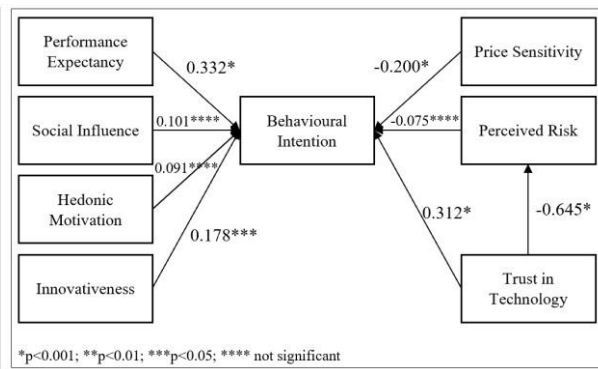 Performance
Expectancy
Price Sensitivity
0.332*
-0.200*
Social Influence
0.101****
Behavioural
Intention
-0.075****
Perceived Risk
0.091****
Hedonic
Motivation
0.312*
-0.645*
0.178***
Innovativeness
Trust in
Technology
*p<0.001; **p<0.01; ***p<0.05; **** not significant